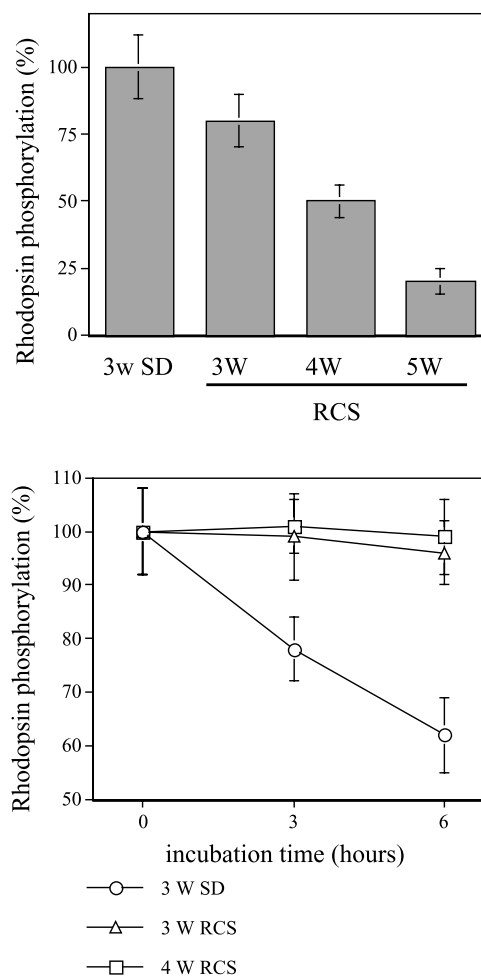 Rhodopsin phosphorylation (%)
100
75
50
25
0
3w SD 3W 4W 5W
RCS
Rhodopsin phosphorylation (%)
110
100
90
80
70
60
50
0 3 6
incubation time (hours)
3 W SD
3 W RCS
4 W RCS